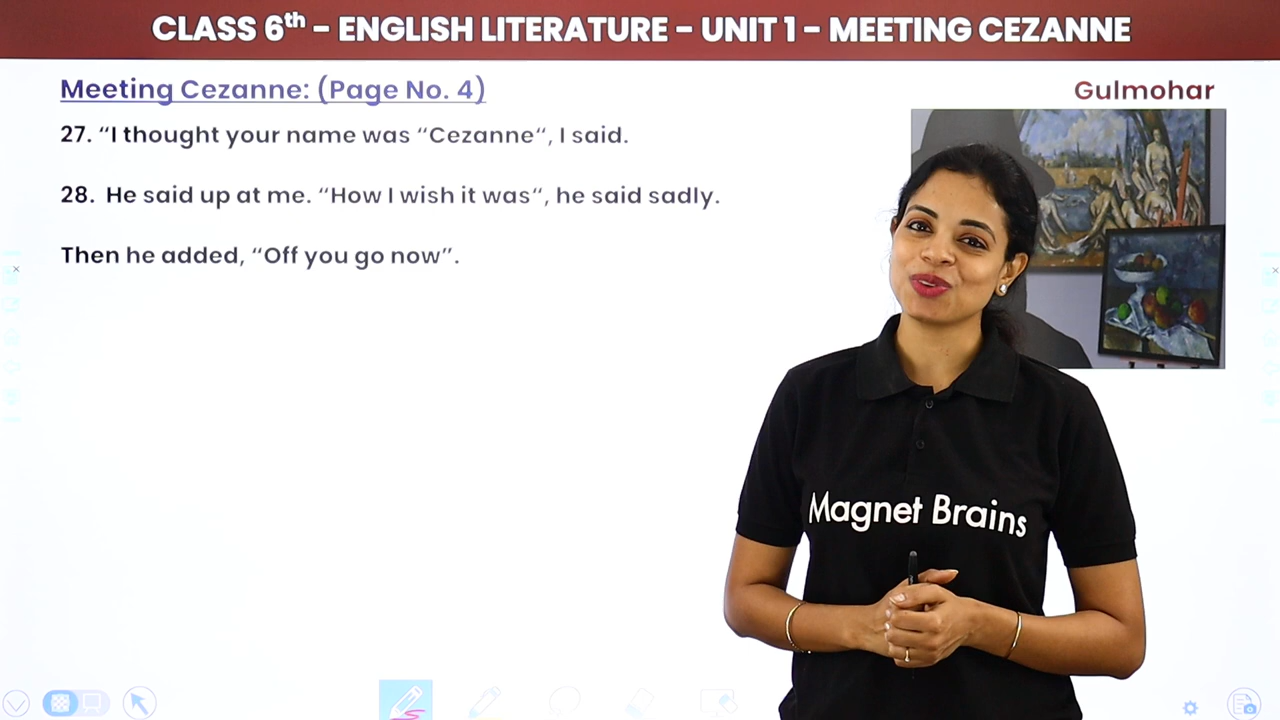 CLASS 6th – ENGLISH LITERATURE – UNIT 1 – MEETING CEZANNE
Meeting Cezanne: (Page No. 4)
Gulmohar
27. “I thought your name was “Cezanne“, I said.
28. He said up at me. “How I wish it was“, he said sadly.
Then he added, “Off you go now”.
Magnet Brains